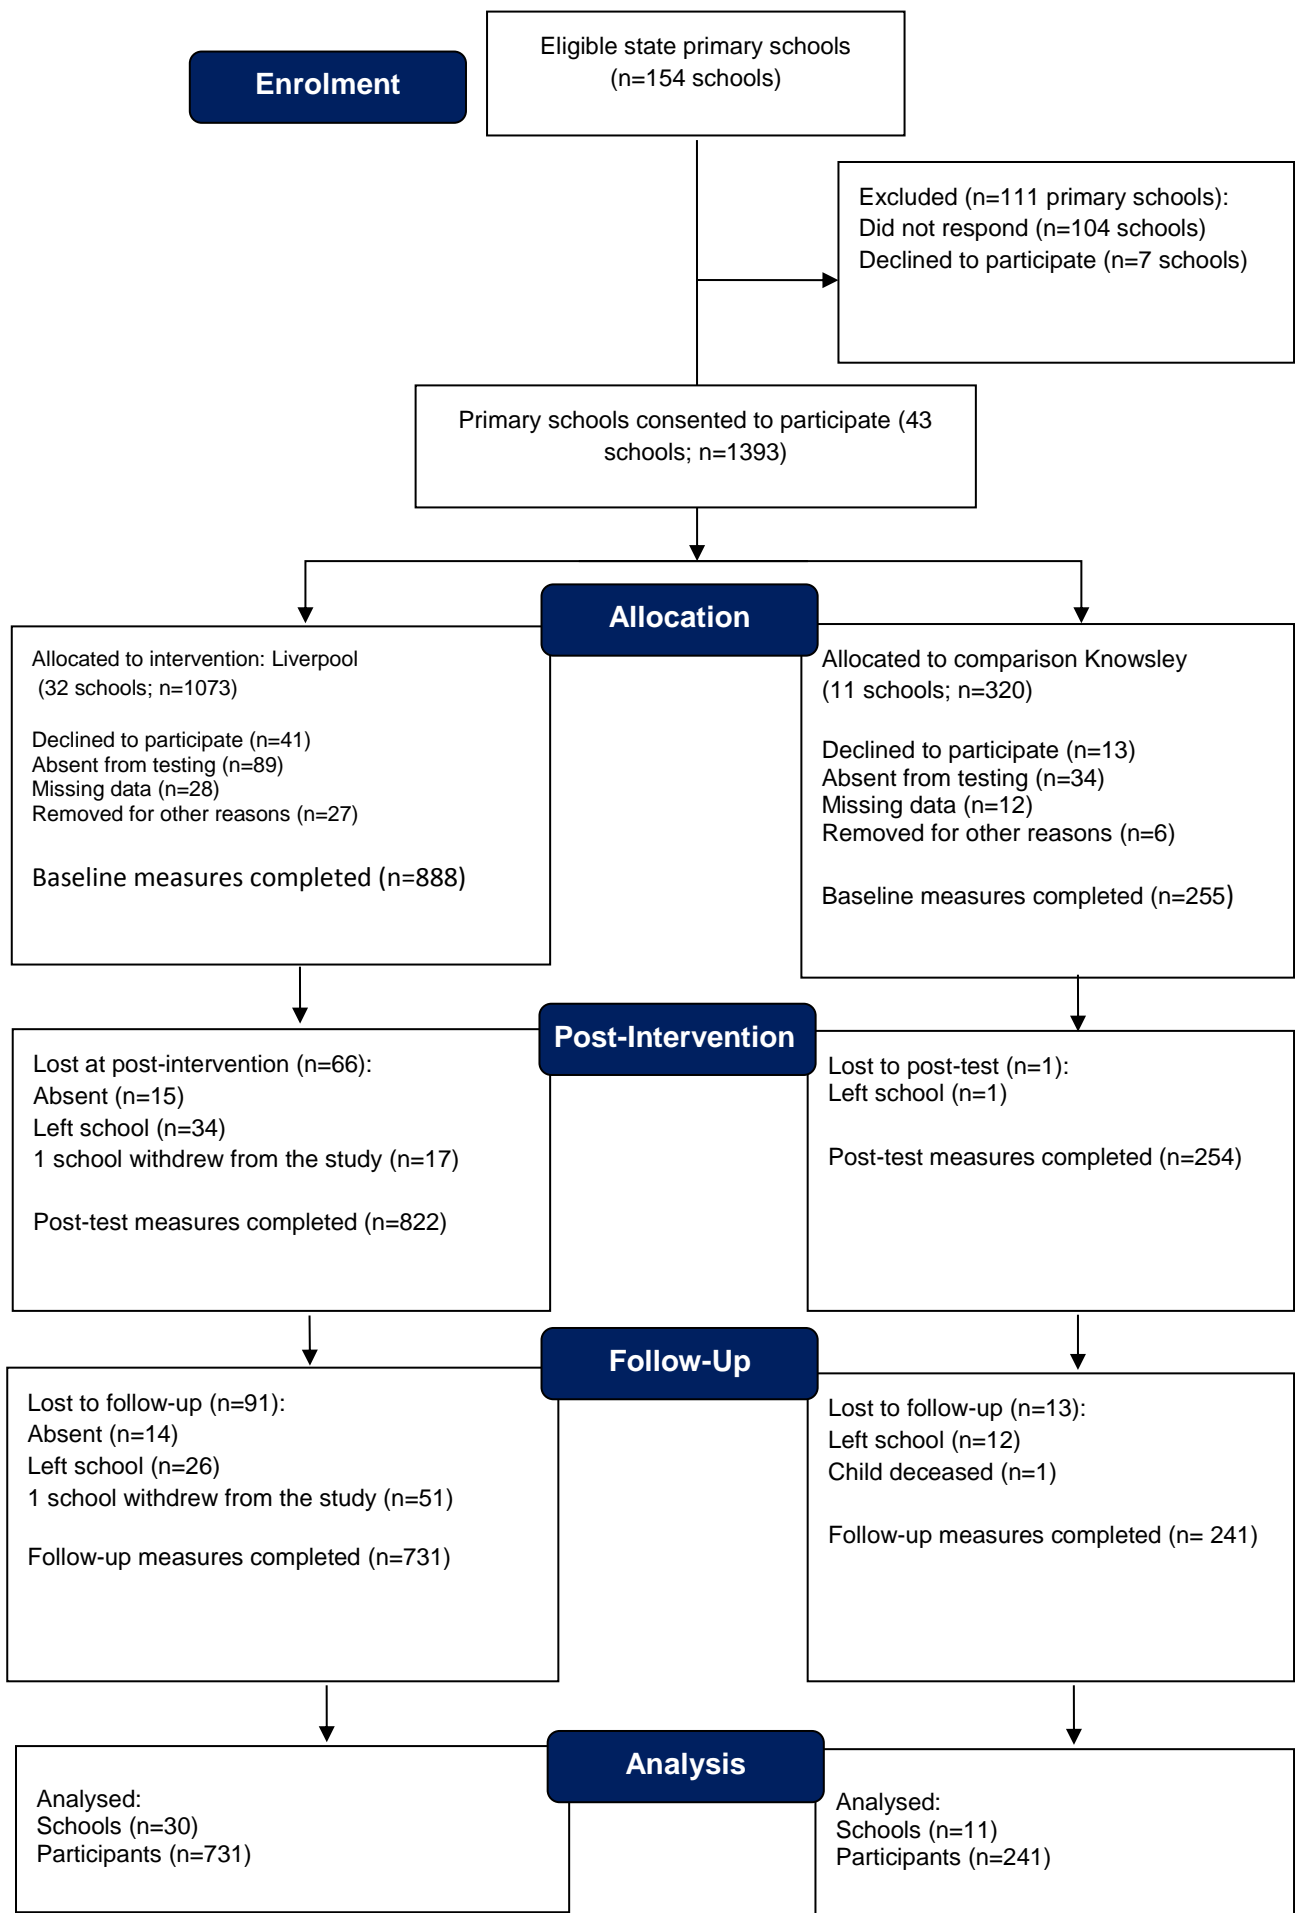 Enrolment
Eligible state primary schools
(n=154 schools)
Excluded (n=111 primary schools):
Did not respond (n=104 schools)
Declined to participate (n=7 schools)
Primary schools consented to participate (43
schools; n=1393)
Allocation
Allocated to intervention: Liverpool
(32 schools; n=1073)
Declined to participate (n=41)
Absent from testing (n=89)
Missing data (n=28)
Removed for other reasons (n=27)
Baseline measures completed (n=888)
Allocated to comparison Knowsley
(11 schools; n=320)
Declined to participate (n=13)
Absent from testing (n=34)
Missing data (n=12)
Removed for other reasons (n=6)
Baseline measures completed (n=255)
Post-Intervention
Lost at post-intervention (n=66):
Absent (n=15)
Left school (n=34)
1 school withdrew from the study (n=17)
Post-test measures completed (n=822)
Lost to post-test (n=1):
Left school (n=1)
Post-test measures completed (n=254)
Follow-Up
Lost to follow-up (n=91):
Absent (n=14)
Left school (n=26)
1 school withdrew from the study (n=51)
Follow-up measures completed (n=731)
Lost to follow-up (n=13):
Left school (n=12)
Child deceased (n=1)
Follow-up measures completed (n= 241)
Analysis
Analysed:
Schools (n=30)
Participants (n=731)
Analysed:
Schools (n=11)
Participants (n=241)